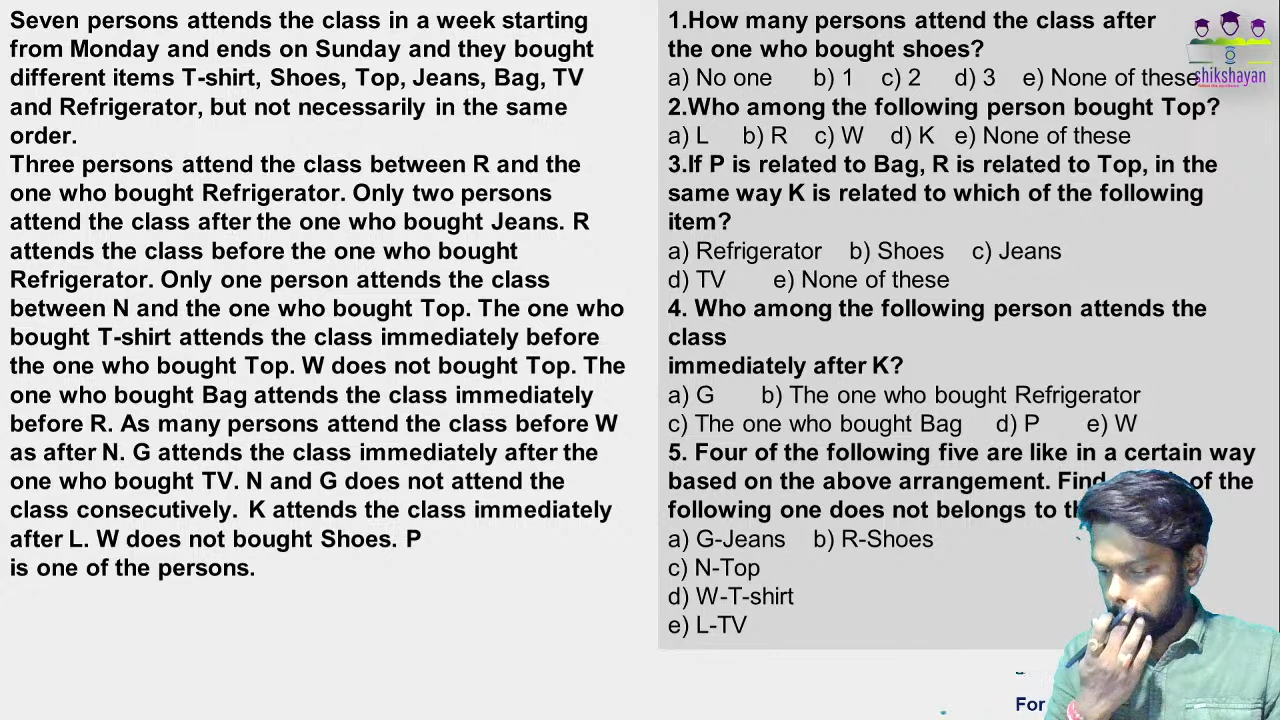 Seven persons attends the class in a week starting
from Monday and ends on Sunday and they bought
different items T-shirt, Shoes, Top, Jeans, Bag, TV
and Refrigerator, but not necessarily in the same
order.
Three persons attend the class between R and the
one who bought Refrigerator. Only two persons
attend the class after the one who bought Jeans. R
attends the class before the one who bought
Refrigerator. Only one person attends the class
between N and the one who bought Top. The one who
bought T-shirt attends the class immediately before
the one who bought Top. W does not bought Top. The
one who bought Bag attends the class immediately
before R. As many persons attend the class before W
as after N. G attends the class immediately after the
one who bought TV. N and G does not attend the
class consecutively. K attends the class immediately
after L. W does not bought Shoes. P
is one of the persons.
1.How many persons attend the class after
the one who bought shoes?
a) No one b) 1 c) 2 d) 3 e) None of these
2.Who among the following person bought Top?
a) L b) R c) W d) K e) None of these
3.If P is related to Bag, R is related to Top, in the
same way K is related to which of the following
item?
a) Refrigerator b) Shoes c) Jeans
d) TV e) None of these
4. Who among the following person attends the
class
immediately after K?
a) G b) The one who bought Refrigerator
c) The one who bought Bag d) P e) W
5. Four of the following five are like in a certain way
based on the above arrangement. Find of the
following one does not belongs to
a) G-Jeans b) R-Shoes
c) N-Top
d) W-T-shirt
e) L-TV
shikshayan
For